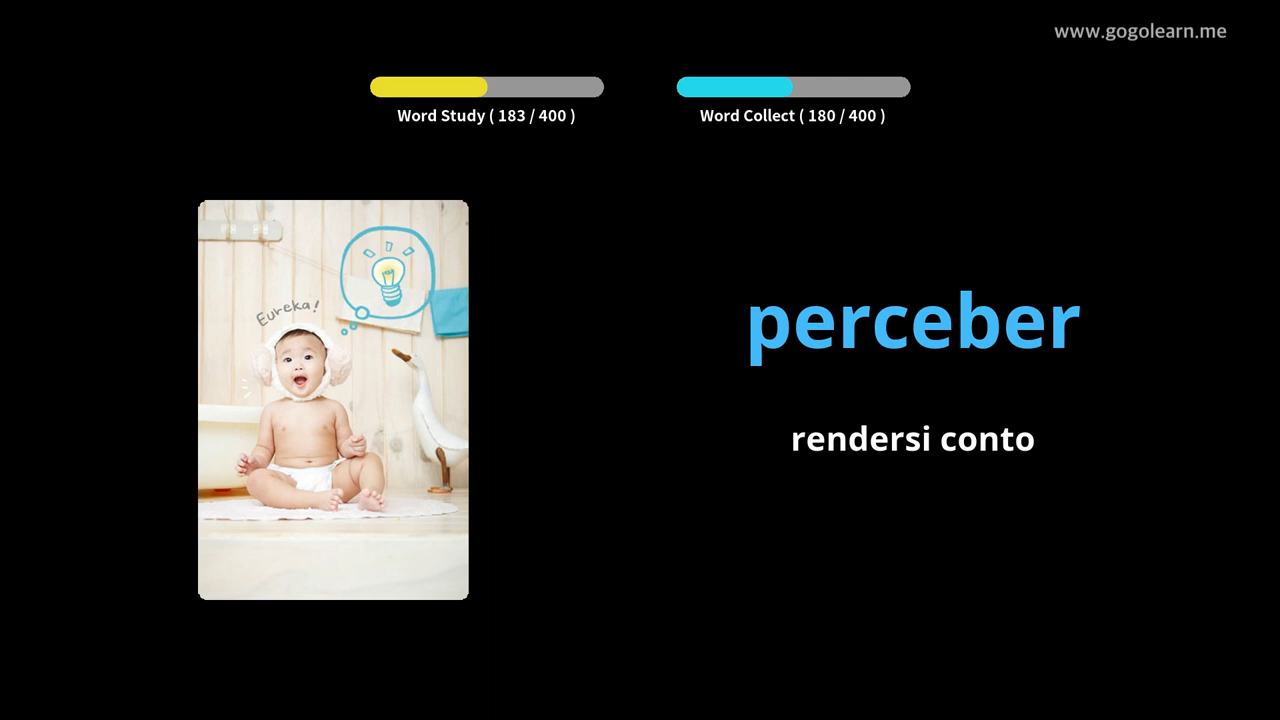 www.gogolearn.me
Word Study ( 183 / 400 )
Word Collect ( 180 / 400 )
Eureka!
perceber
rendersi conto